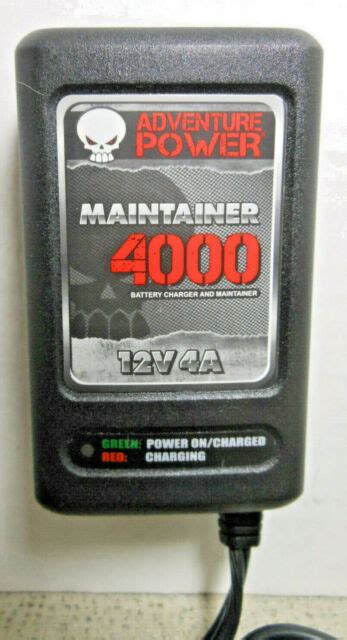 ADVENTURE
POWER
MAINTAINER
4000
BATTERY CHARGER AND MAINTAINER
12V 4A
GREEN: POWER ON/CHARGED
RED: CHARGING